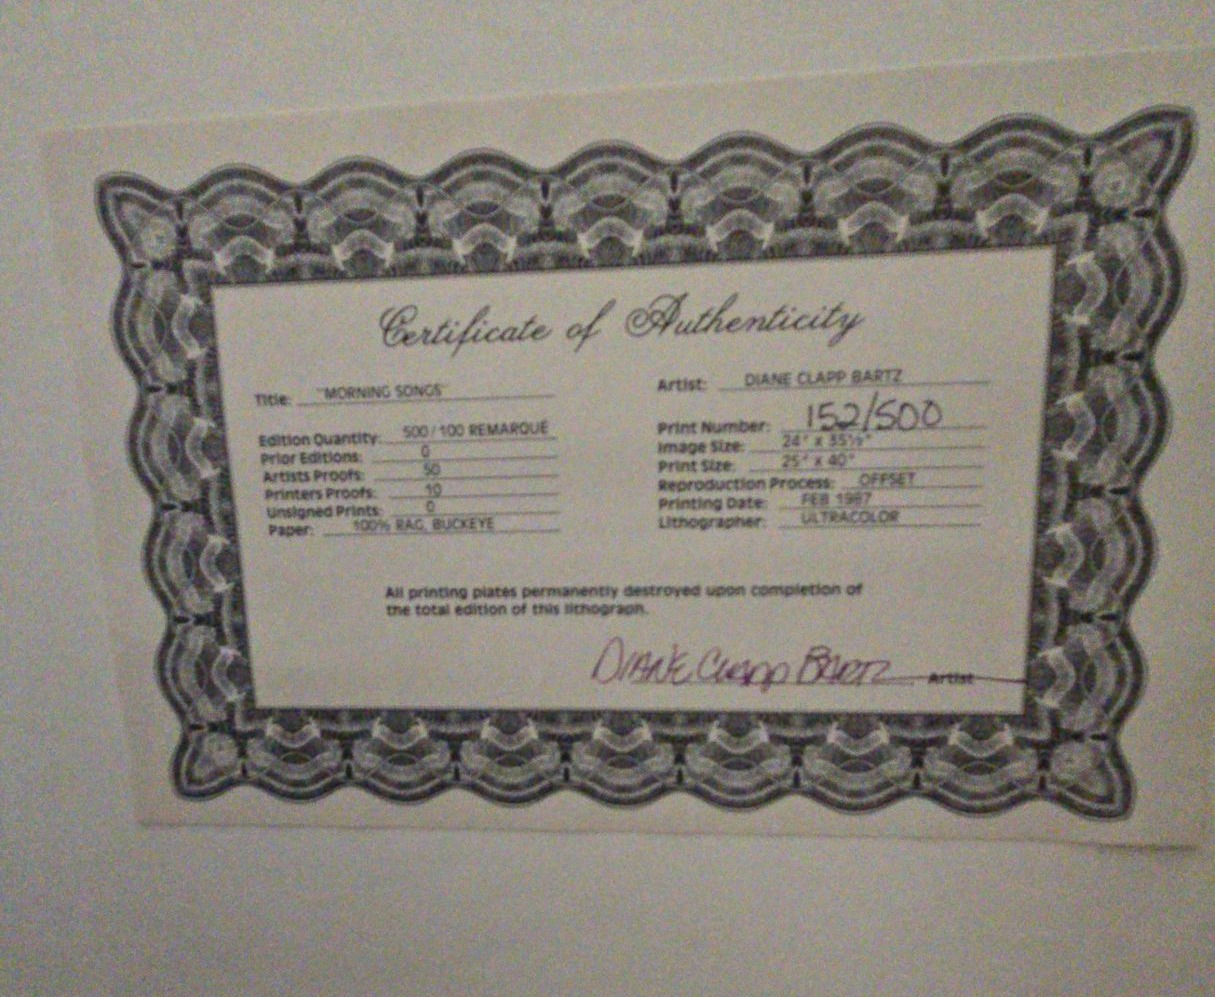 Certificate of Authenticity
Title: "MORNING SONGS"
Edition Quantity: 500 / 100 REMARQUE
Prior Editions: 0
Artists Proofs: 50
Printers Proofs: 10
Unsigned Prints: 0
Paper: 100% RAG, BUCKEYE
Artist: DIANE CLAPP BARTZ
Print Number: 152/500
Image Size: 24" x
Print Size: 25" x 40"
Reproduction Process: OFFSET
Printing Date: FEB 1987
Lithographer: ULTRACOLOR
All printing plates permanently destroyed upon completion of
the total edition of this lithograph.
DIANE Clapp BARTZ Artist